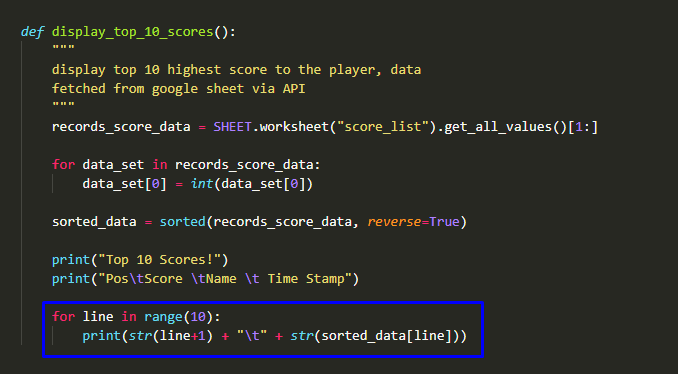 def display_top_10_scores():
    """
    display top 10 highest score to the player, data
    fetched from google sheet via API
    """
    records_score_data = SHEET.worksheet("score_list").get_all_values()[1:]
    for data_set in records_score_data:
        data_set[0] = int(data_set[0])
    sorted_data = sorted(records_score_data, reverse=True)
    print("Top 10 Scores!")
    print("Pos\tScore \tName \t Time Stamp")
    for line in range(10):
        print(str(line+1) + "\t" + str(sorted_data[line]))